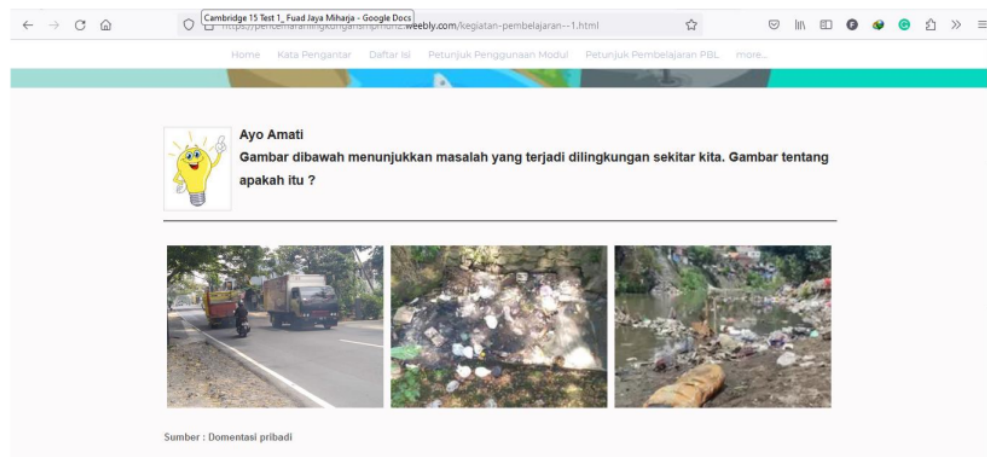 Cambridge 15 Test 1_ Fuad Jaya Miharja - Google Docs
weebly.com/kegiatan-pembelajaran--1.html
Home Kata Pengantar Daftar Isi Petunjuk Penggunaan Modul Petunjuk Pembelajaran PBL more...
Ayo Amati
Gambar dibawah menunjukkan masalah yang terjadi dilingkungan sekitar kita. Gambar tentang
apakah itu ?
Sumber : Domentasi pribadi